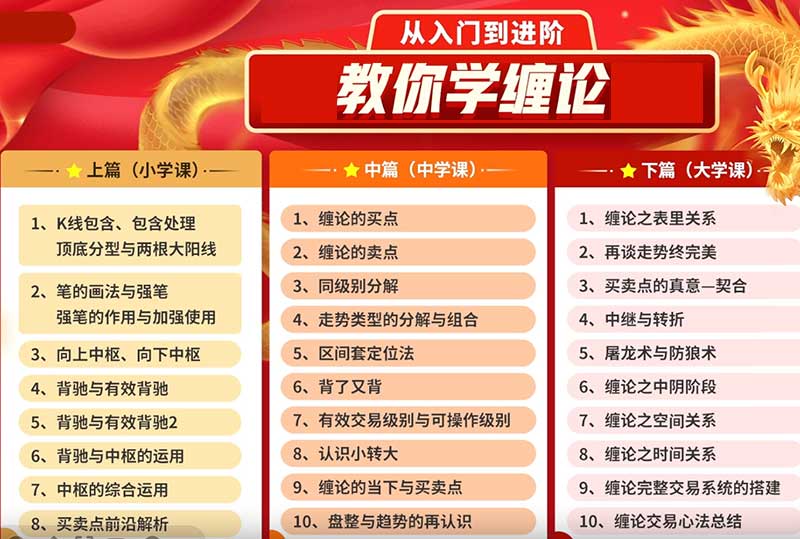 从入门到进阶
教你学缠论
上篇（小学课）
1、K线包含、包含处理
顶底分型与两根大阳线
2、笔的画法与强笔
强笔的作用与加强使用
3、向上中枢、向下中枢
4、背驰与有效背驰
5、背驰与有效背驰2
6、背驰与中枢的运用
7、中枢的综合运用
8、买卖点前沿解析
中篇（中学课）
1、缠论的买点
2、缠论的卖点
3、同级别分解
4、走势类型的分解与组合
5、区间套定位法
6、背了又背
7、有效交易级别与可操作级别
8、认识小转大
9、缠论的当下与买卖点
10、盘整与趋势的再认识
下篇（大学课）
1、缠论之表里关系
2、再谈走势终完美
3、买卖点的真意—契合
4、中继与转折
5、屠龙术与防狼术
6、缠论之中阴阶段
7、缠论之空间关系
8、缠论之时间关系
9、缠论完整交易系统的搭建
10、缠论交易心法总结